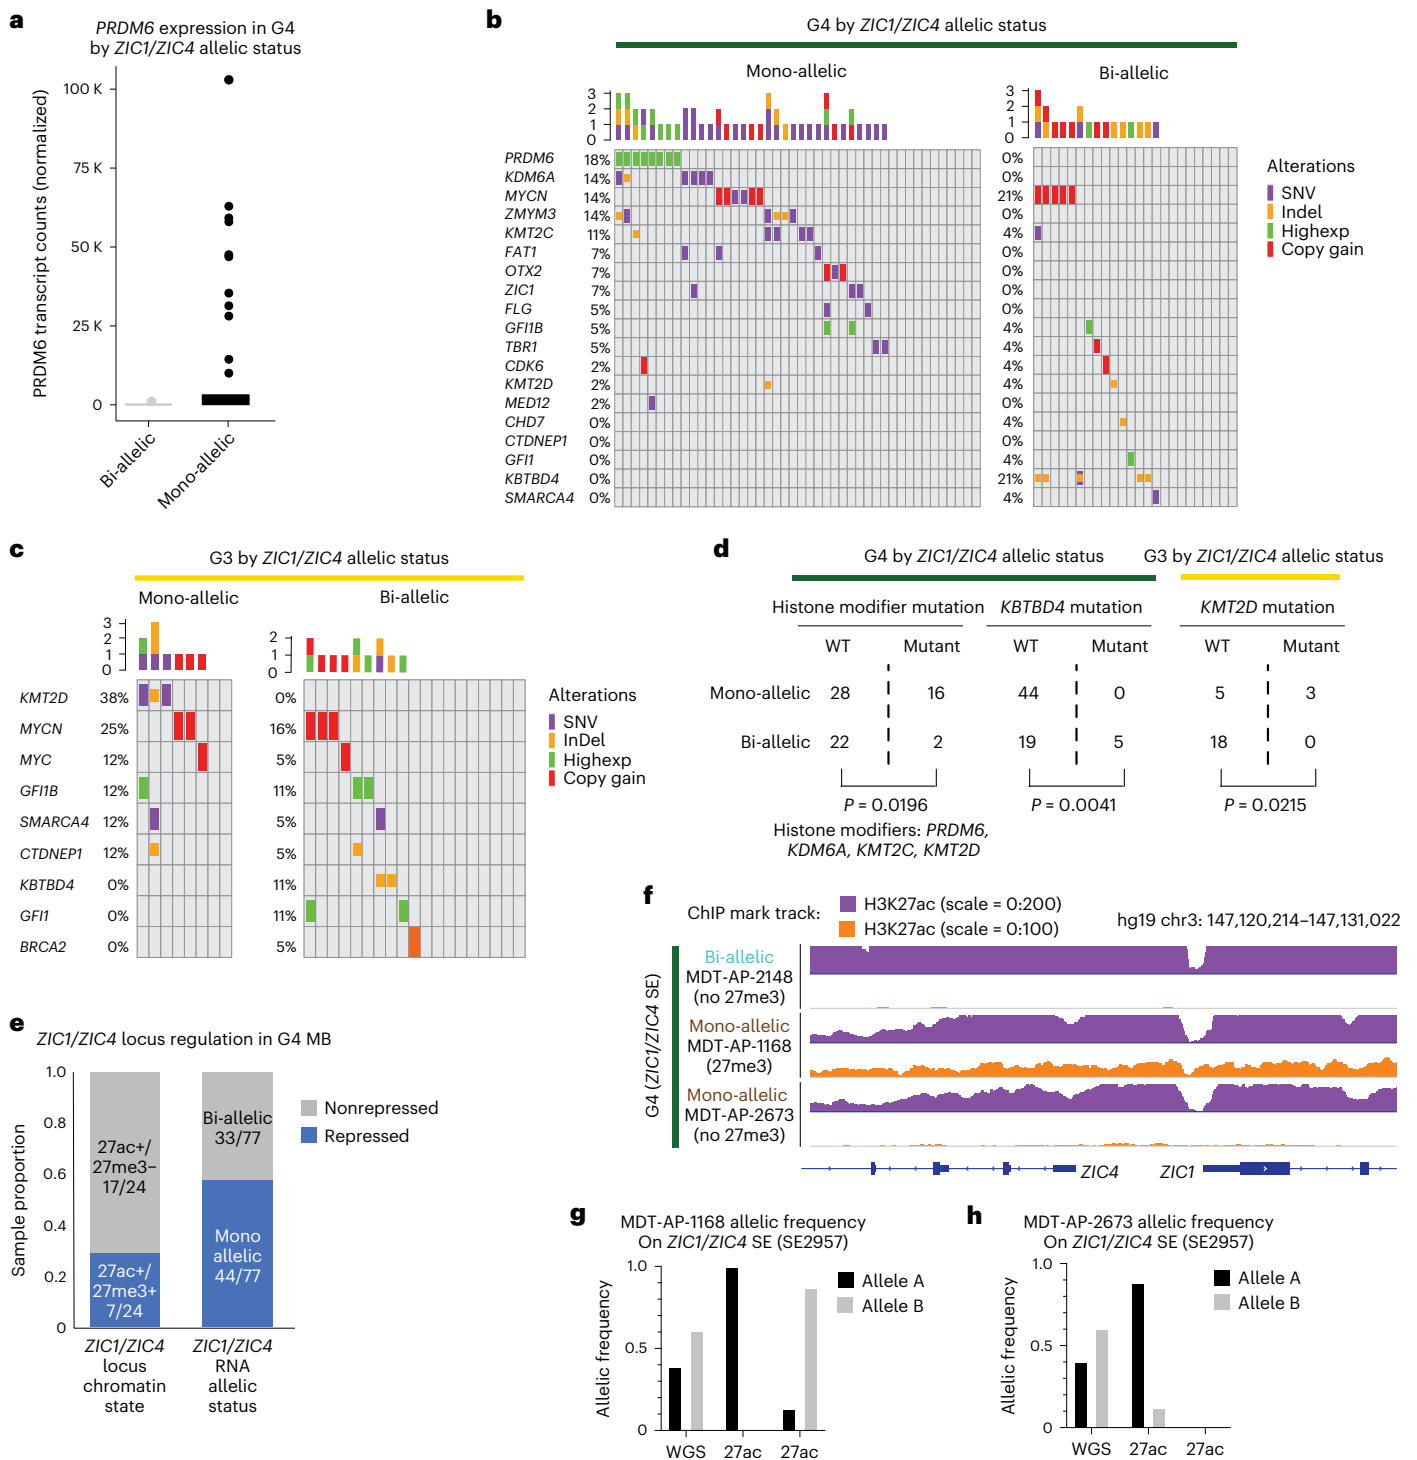 a
PRDM6 expression in G4
by ZIC1/ZIC4 allelic status
PRDM6 transcript counts (normalized)
100 K
75 K
50 K
25 K
0
Bi-allelic
Mono-allelic
b
G4 by ZIC1/ZIC4 allelic status
Mono-allelic
Bi-allelic
3
2
1
0
3
2
1
0
PRDM6 18% 0%
KDM6A 14% 0%
MYCN 14% 21%
ZMYM3 14% 0%
KMT2C 11% 4%
FAT1 7% 0%
OTX2 7% 0%
ZIC1 7% 0%
FLG 5% 0%
GFI1B 5% 4%
TBR1 5% 4%
CDK6 2% 4%
KMT2D 2% 4%
MED12 2% 0%
CHD7 0% 4%
CTDNEP1 0% 0%
GFI1 0% 4%
KBTBD4 0% 21%
SMARCA4 0% 4%
Alterations
SNV
Indel
Highexp
Copy gain
c
G3 by ZIC1/ZIC4 allelic status
Mono-allelic
Bi-allelic
3
2
1
0
2
1
0
KMT2D 38% 0%
MYCN 25% 16%
MYC 12% 5%
GFI1B 12% 11%
SMARCA4 12% 5%
CTDNEP1 12% 5%
KBTBD4 0% 11%
GFI1 0% 11%
BRCA2 0% 5%
Alterations
SNV
InDel
Highexp
Copy gain
d
G4 by ZIC1/ZIC4 allelic status
G3 by ZIC1/ZIC4 allelic status
Histone modifier mutation KBTBD4 mutation KMT2D mutation
WT Mutant WT Mutant WT Mutant
Mono-allelic 28 16 44 0 5 3
Bi-allelic 22 2 19 5 18 0
P = 0.0196 P = 0.0041 P = 0.0215
Histone modifiers: PRDM6,
KDM6A, KMT2C, KMT2D
e
ZIC1/ZIC4 locus regulation in G4 MB
Sample proportion
1.0
0.8
0.6
0.4
0.2
0
27ac+/
27me3−
17/24
27ac+/
27me3+
7/24
Bi-allelic
33/77
Mono
allelic
44/77
Nonrepressed
Repressed
ZIC1/ZIC4
locus
chromatin
state
ZIC1/ZIC4
RNA
allelic
status
f
ChIP mark track:
H3K27ac (scale = 0:200)
H3K27ac (scale = 0:100)
hg19 chr3: 147,120,214–147,131,022
G4 (ZIC1/ZIC4 SE)
Bi-allelic
MDT-AP-2148
(no 27me3)
Mono-allelic
MDT-AP-1168
(27me3)
Mono-allelic
MDT-AP-2673
(no 27me3)
ZIC4
ZIC1
g
MDT-AP-1168 allelic frequency
On ZIC1/ZIC4 SE (SE2957)
Allelic frequency
1.0
0.5
0
WGS 27ac 27ac
Allele A
Allele B
h
MDT-AP-2673 allelic frequency
On ZIC1/ZIC4 SE (SE2957)
Allelic frequency
1.0
0.5
0
WGS 27ac 27ac
Allele A
Allele B